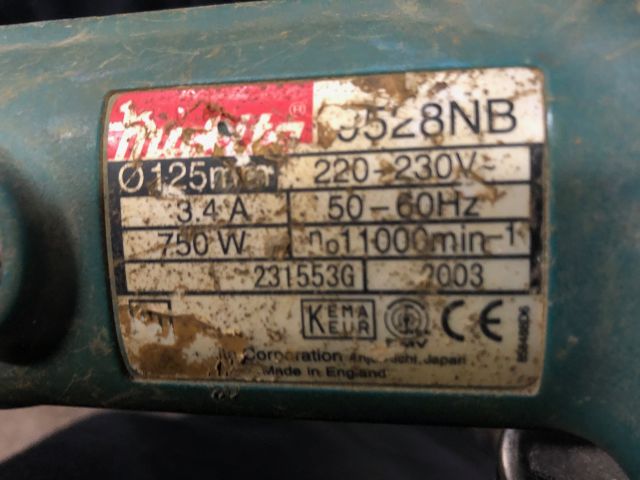 makita® 9528NB
Ø125mm 220-230V~
3.4 A 50-60Hz
750 W n₀11000min⁻¹
231553G 2003
KEMA KEUR CE
Corporation Anjo, Aichi, Japan
Made in England